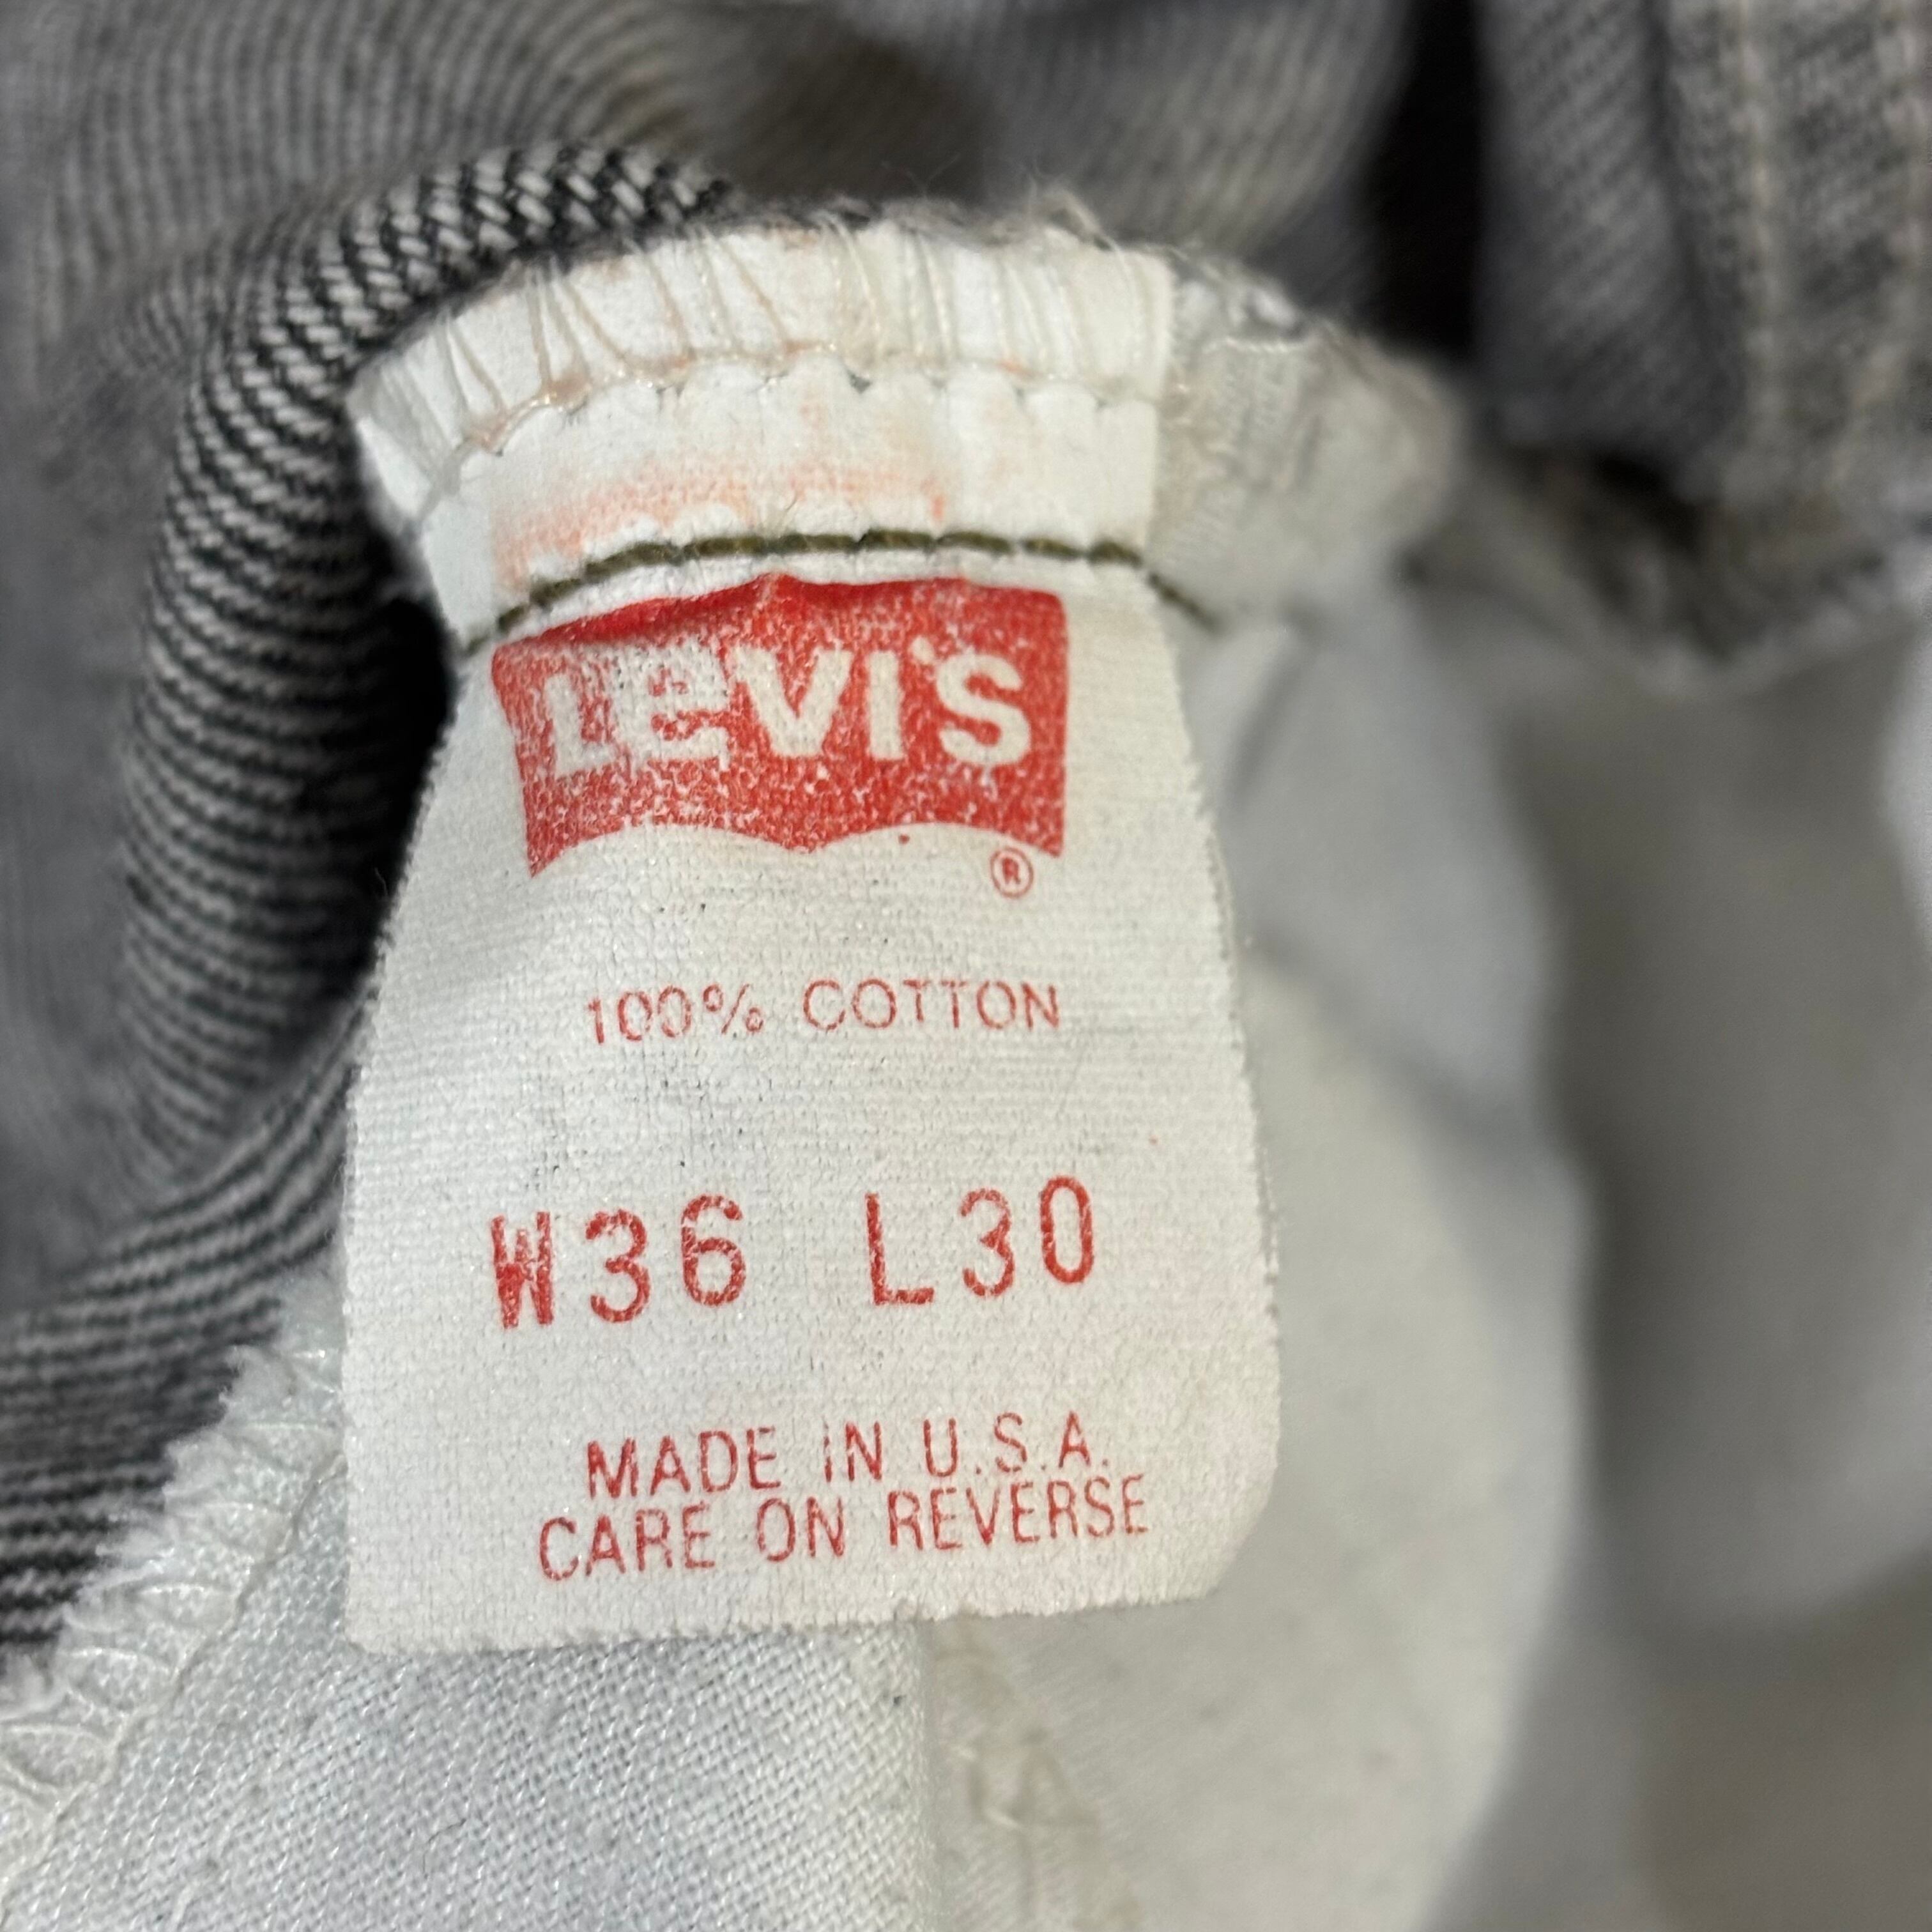 LEVI'S
®
100% COTTON
W36 L30
MADE IN U.S.A.
CARE ON REVERSE